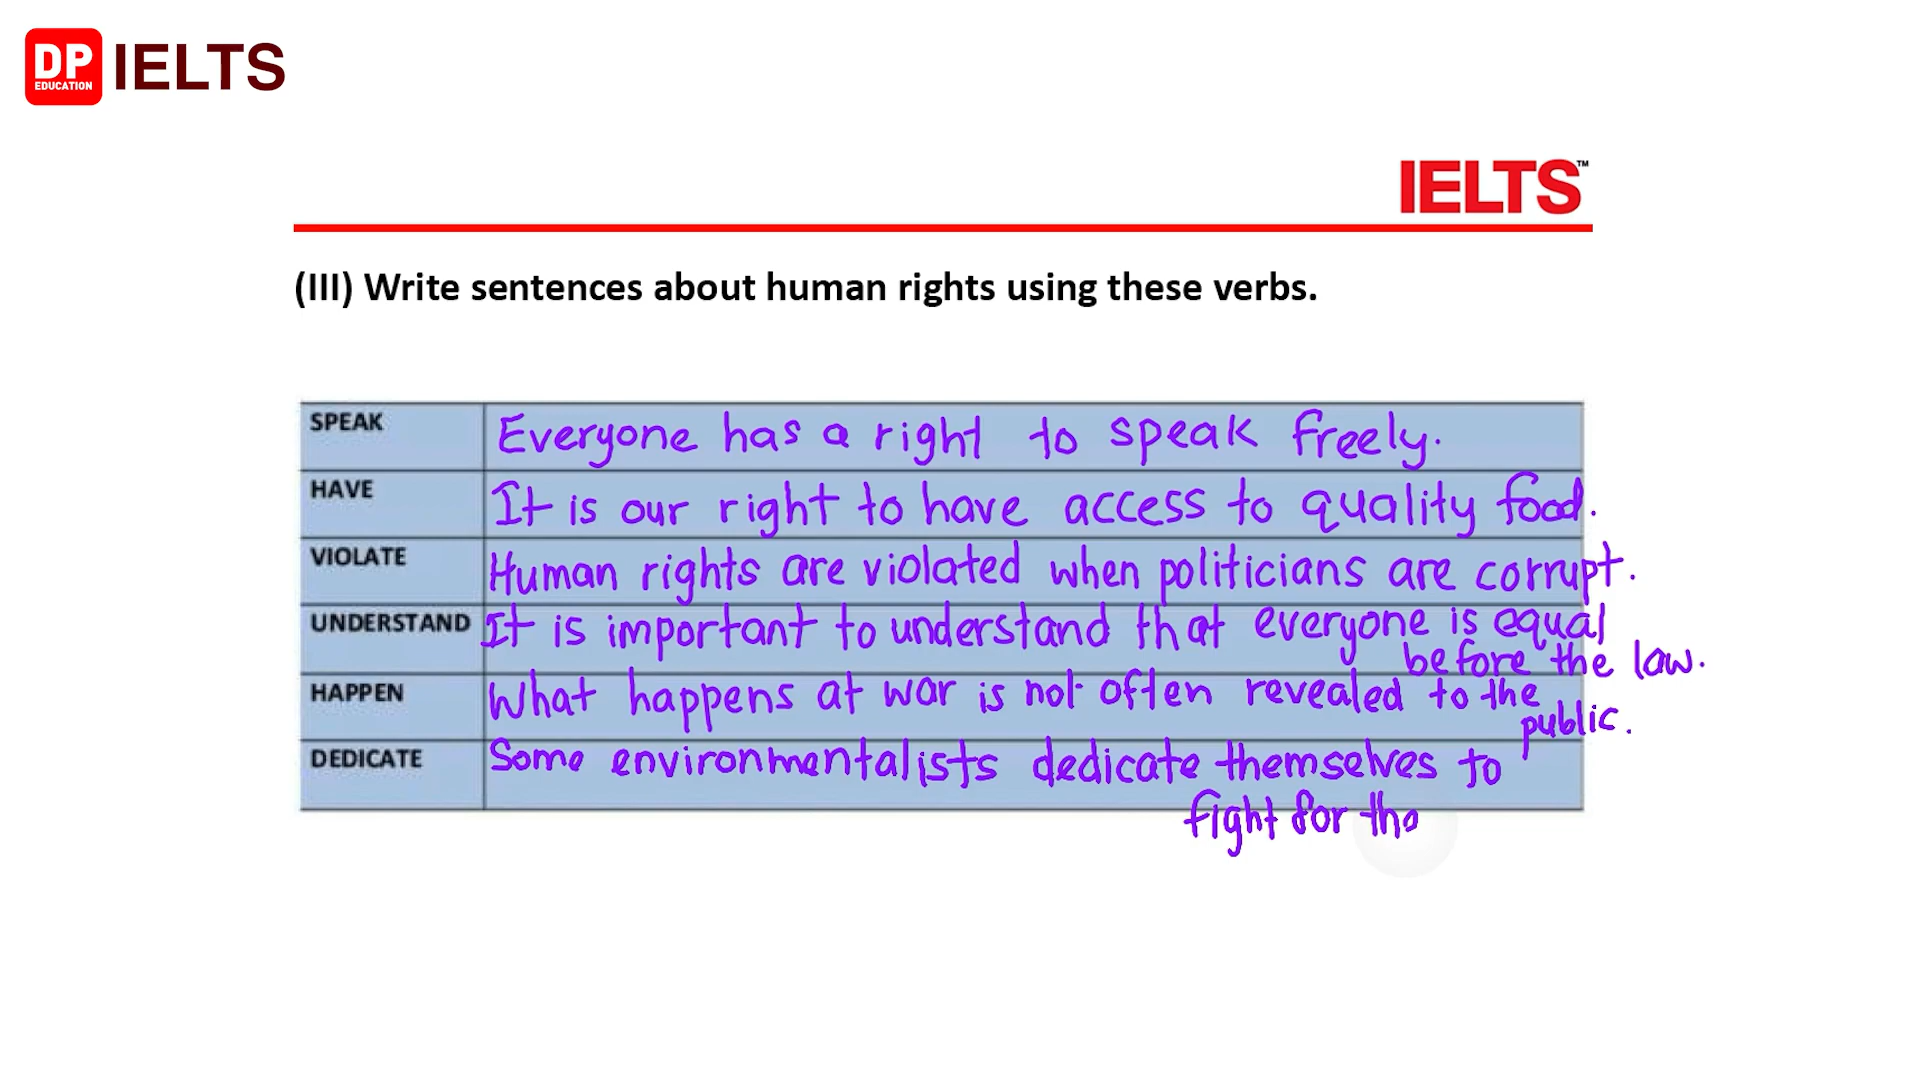 DP
EDUCATION
IELTS
IELTS™
(III) Write sentences about human rights using these verbs.
SPEAK Everyone has a right to speak freely.
HAVE It is our right to have access to quality food.
VIOLATE Human rights are violated when politicians are corrupt.
UNDERSTAND It is important to understand that everyone is equal
before the law.
HAPPEN What happens at war is not often revealed to the
public.
DEDICATE Some environmentalists dedicate themselves to
fight for the